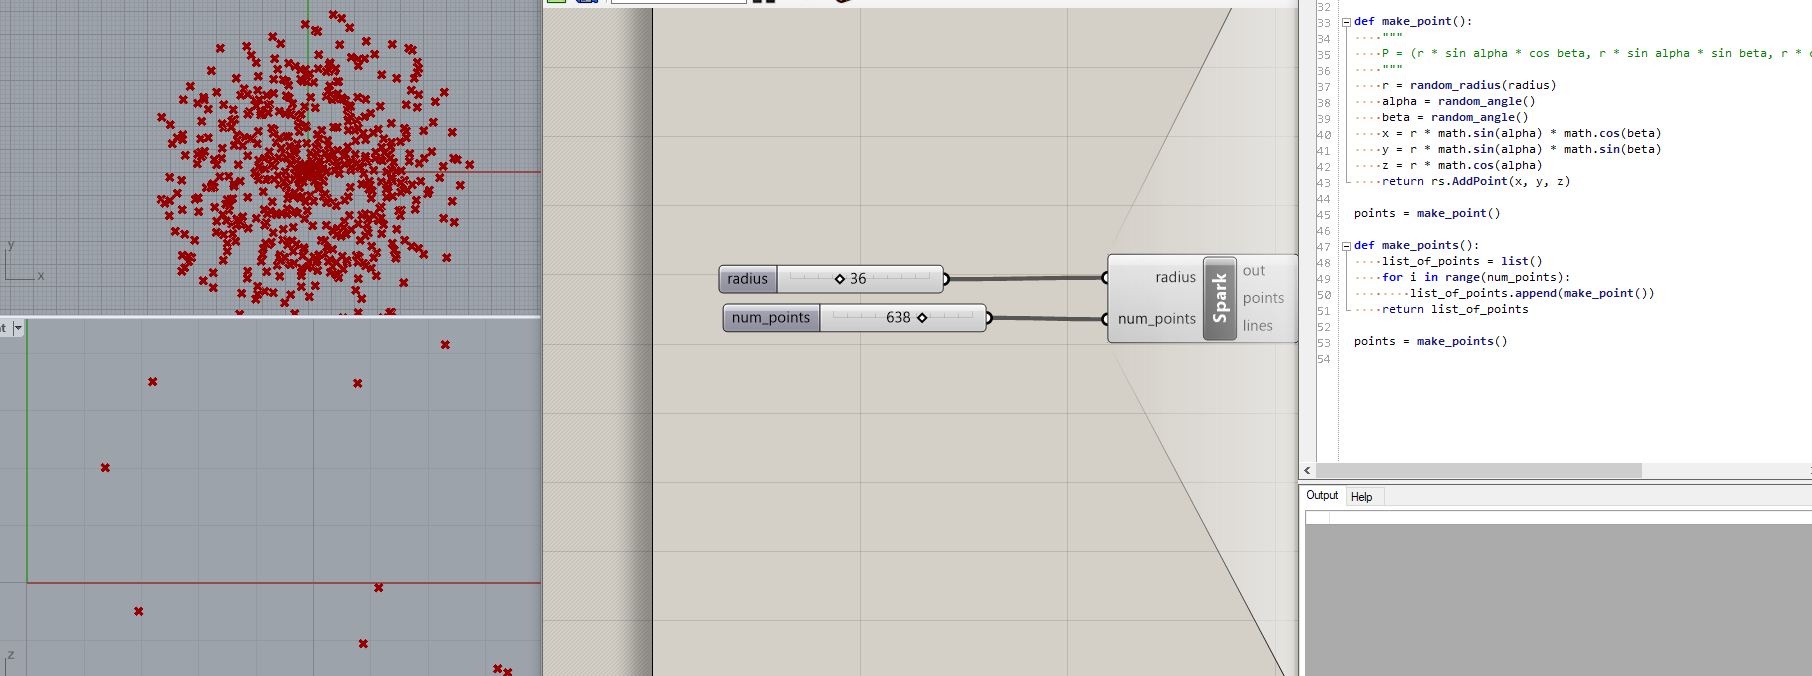 y
x
t
z
radius 36
num_points 638
radius
num_points
Spark
out
points
lines
32
33 def make_point():
34 """
35 P = (r * sin alpha * cos beta, r * sin alpha * sin beta, r *
36 """
37 r = random_radius(radius)
38 alpha = random_angle()
39 beta = random_angle()
40 x = r * math.sin(alpha) * math.cos(beta)
41 y = r * math.sin(alpha) * math.sin(beta)
42 z = r * math.cos(alpha)
43 return rs.AddPoint(x, y, z)
44
45 points = make_point()
46
47 def make_points():
48 list_of_points = list()
49 for i in range(num_points):
50 list_of_points.append(make_point())
51 return list_of_points
52
53 points = make_points()
54
Output Help